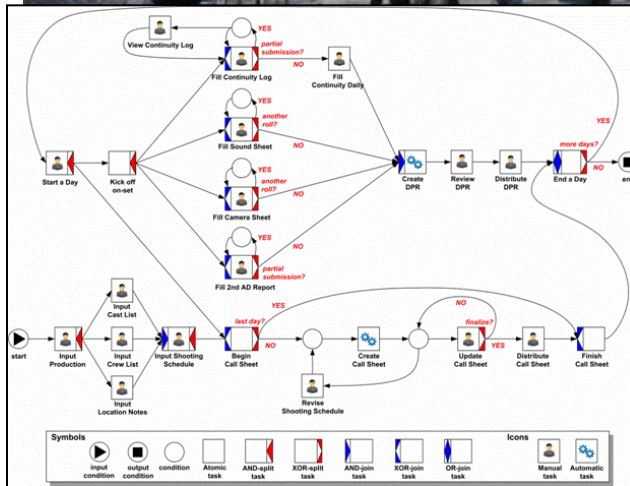 View Continuity Log
YES
partial
submission?
Fill Continuity Log
NO
Fill
Continuity Daily
YES
another
roll?
Fill Sound Sheet
NO
YES
YES
more days?
Start a Day
Kick off
on-set
another
roll?
Fill Camera Sheet
NO
Create
DPR
Review
DPR
Distribute
DPR
End a Day
NO
YES
NO
Fill 2nd AD Report
partial
submission?
Input
Cast List
last day?
YES
NO
finalize?
start
Input
Production
Input
Crew List
Input Shooting
Schedule
Begin
Call Sheet
NO
Create
Call Sheet
Update
Call Sheet
YES
Distribute
Call Sheet
Finish
Call Sheet
Input
Location Notes
Revise
Shooting Schedule
Symbols
Icons
input
condition
output
condition
condition
Atomic
task
AND-split
task
XOR-split
task
AND-join
task
XOR-join
task
OR-join
task
Manual
task
Automatic
task